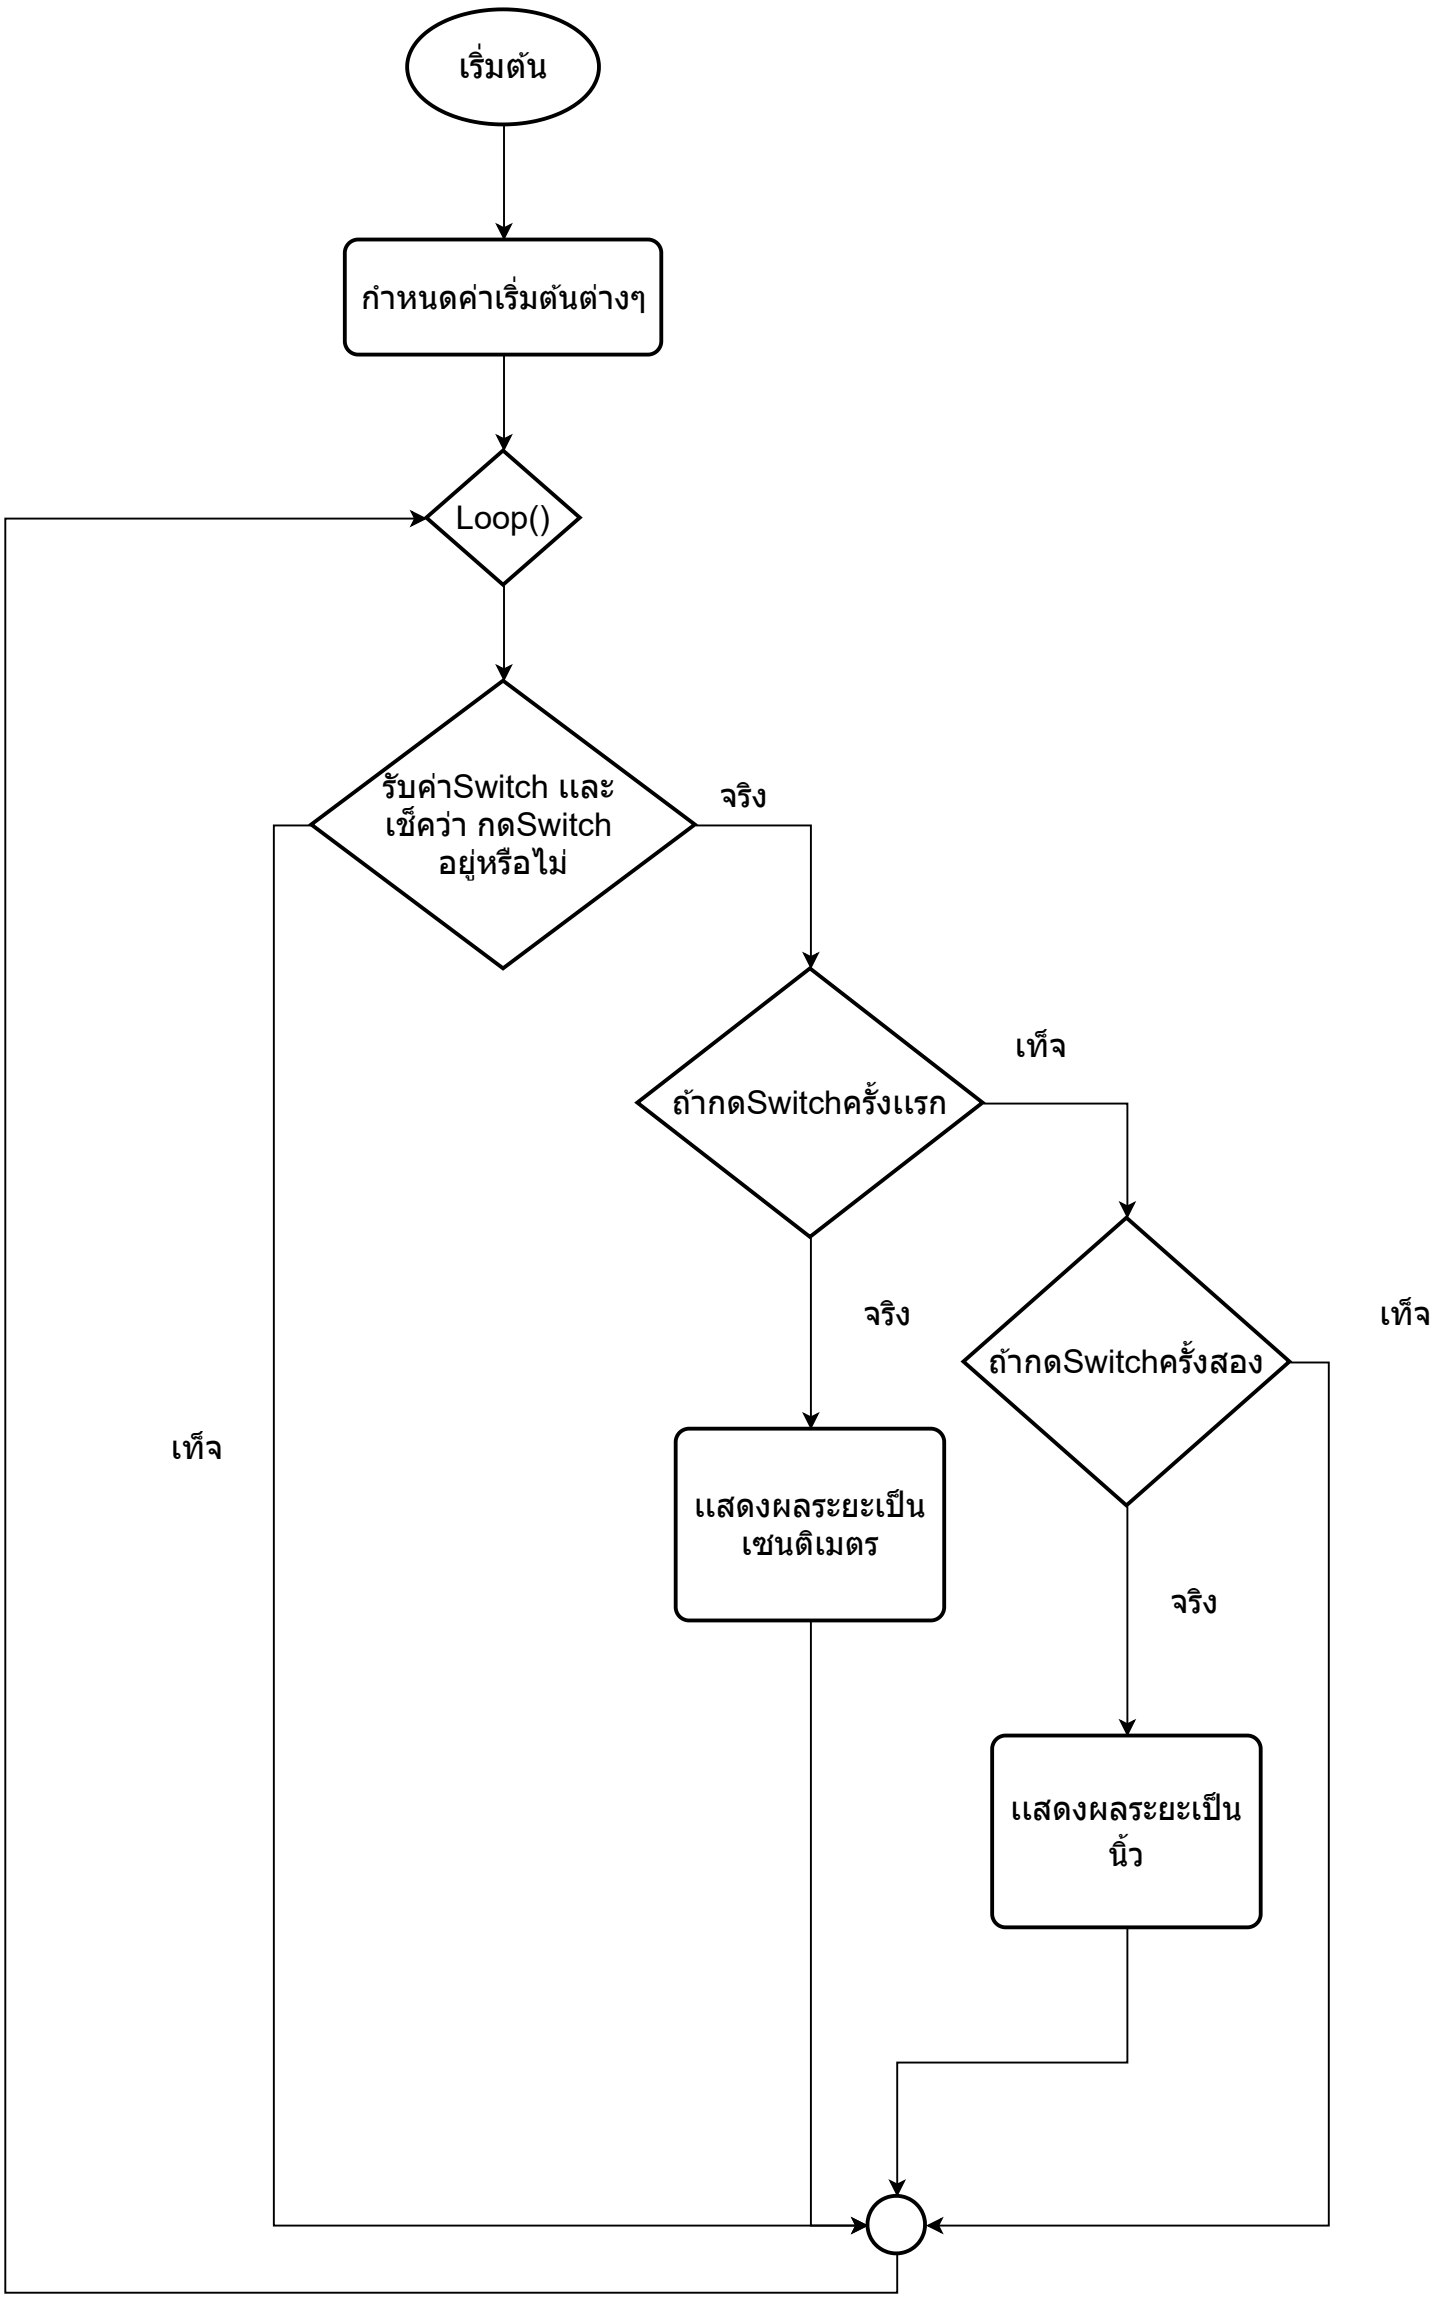 เริ่มต้น
กำหนดค่าเริ่มต้นต่างๆ
Loop()
รับค่าSwitch และ
เช็คว่า กดSwitch
อยู่หรือไม่
จริง
เท็จ
ถ้ากดSwitchครั้งแรก
เท็จ
จริง
ถ้ากดSwitchครั้งสอง
เท็จ
จริง
แสดงผลระยะเป็น
เซนติเมตร
แสดงผลระยะเป็น
นิ้ว